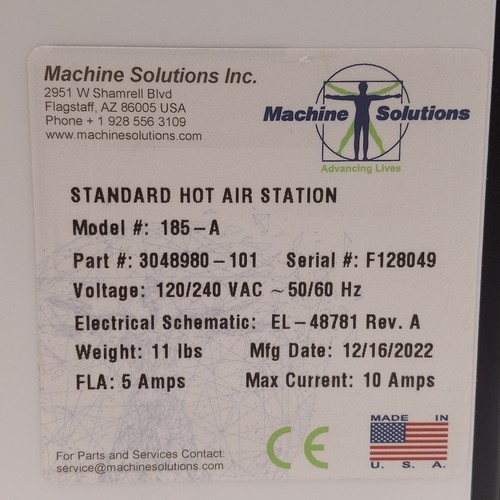 Machine Solutions Inc.
2951 W Shamrell Blvd
Flagstaff, AZ 86005 USA
Phone + 1 928 556 3109
www.machinesolutions.com
Machine Solutions
Advancing Lives
STANDARD HOT AIR STATION
Model #: 185-A
Part #: 3048980-101 Serial #: F128049
Voltage: 120/240 VAC ~ 50/60 Hz
Electrical Schematic: EL-48781 Rev. A
Weight: 11 lbs Mfg Date: 12/16/2022
FLA: 5 Amps Max Current: 10 Amps
For Parts and Services Contact:
service@machinesolutions.com
CE
MADE IN
U. S. A.